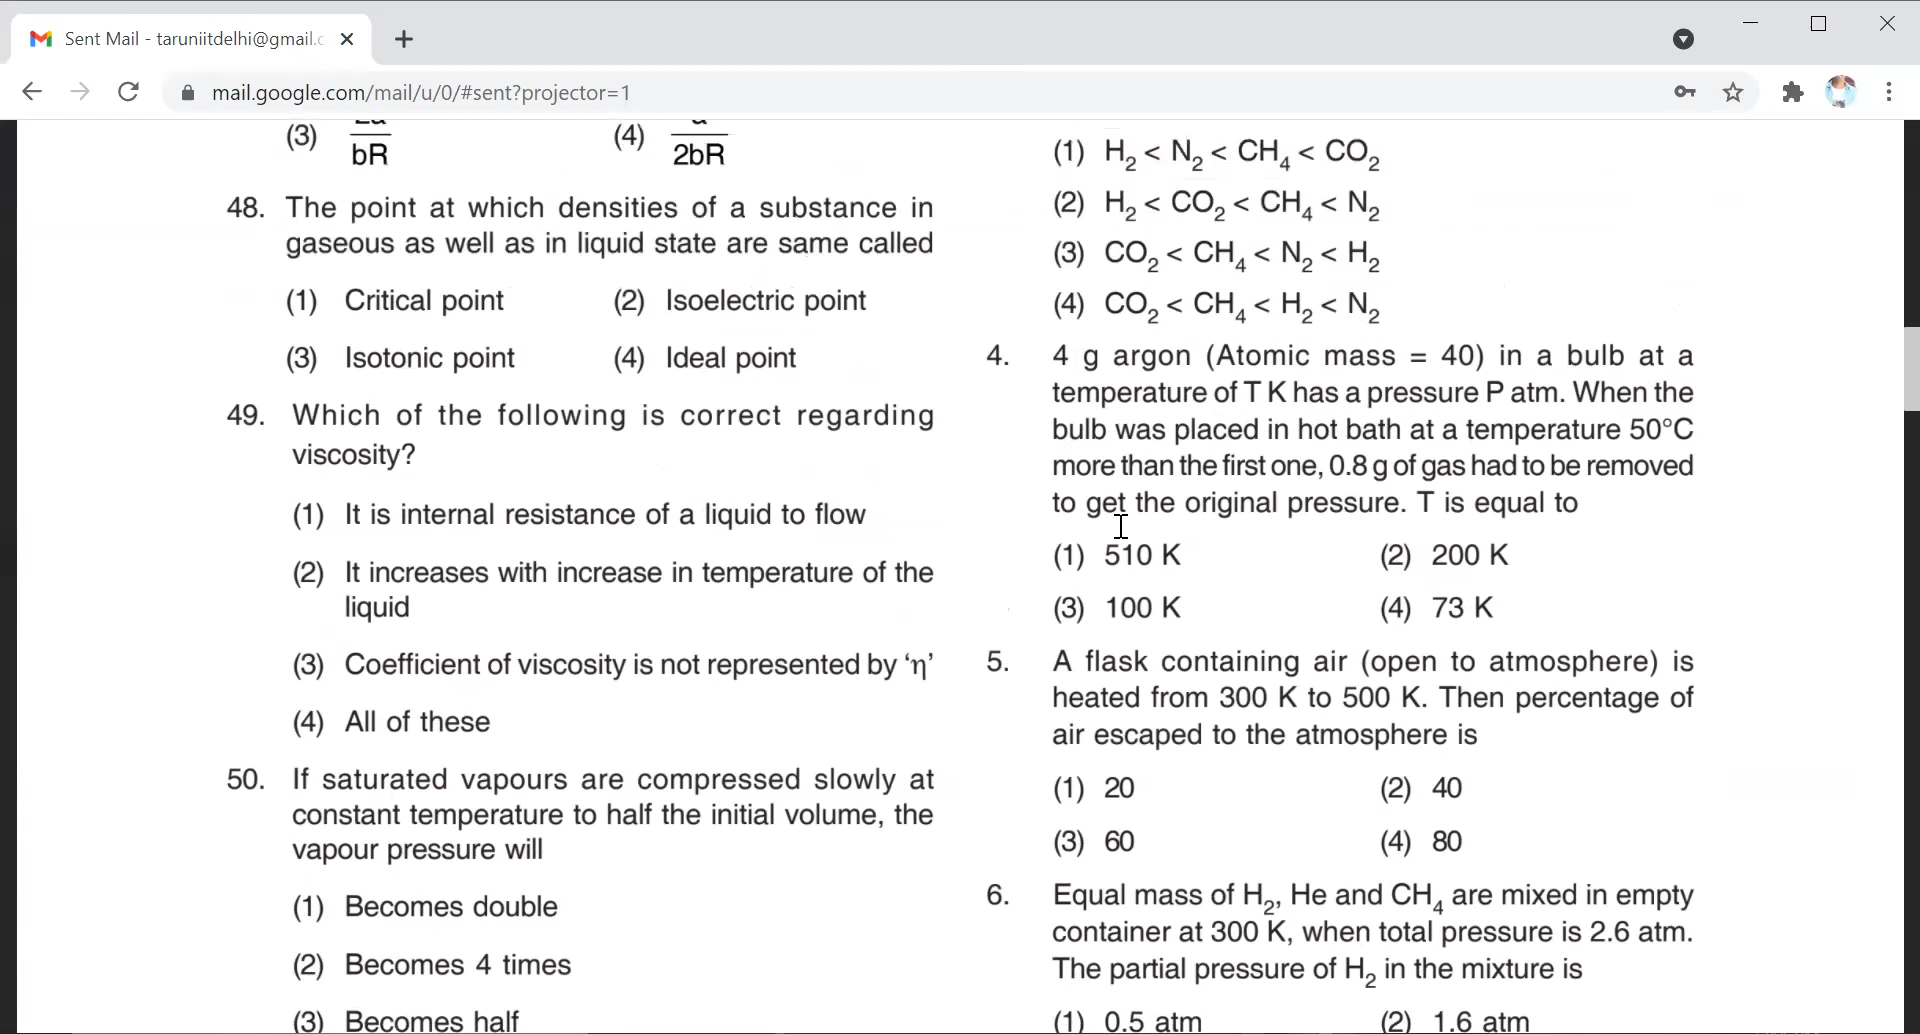 Sent Mail - taruniitdelhi@gmail.c
mail.google.com/mail/u/0/#sent?projector=1
(3) 2a/bR (4) a/2bR
48. The point at which densities of a substance in
gaseous as well as in liquid state are same called
(1) Critical point (2) Isoelectric point
(3) Isotonic point (4) Ideal point
49. Which of the following is correct regarding
viscosity?
(1) It is internal resistance of a liquid to flow
(2) It increases with increase in temperature of the
liquid
(3) Coefficient of viscosity is not represented by ‘η’
(4) All of these
50. If saturated vapours are compressed slowly at
constant temperature to half the initial volume, the
vapour pressure will
(1) Becomes double
(2) Becomes 4 times
(3) Becomes half
(1) H₂ < N₂ < CH₄ < CO₂
(2) H₂ < CO₂ < CH₄ < N₂
(3) CO₂ < CH₄ < N₂ < H₂
(4) CO₂ < CH₄ < H₂ < N₂
4. 4 g argon (Atomic mass = 40) in a bulb at a
temperature of T K has a pressure P atm. When the
bulb was placed in hot bath at a temperature 50°C
more than the first one, 0.8 g of gas had to be removed
to get the original pressure. T is equal to
(1) 510 K (2) 200 K
(3) 100 K (4) 73 K
5. A flask containing air (open to atmosphere) is
heated from 300 K to 500 K. Then percentage of
air escaped to the atmosphere is
(1) 20 (2) 40
(3) 60 (4) 80
6. Equal mass of H₂, He and CH₄ are mixed in empty
container at 300 K, when total pressure is 2.6 atm.
The partial pressure of H₂ in the mixture is
(1) 0.5 atm (2) 1.6 atm